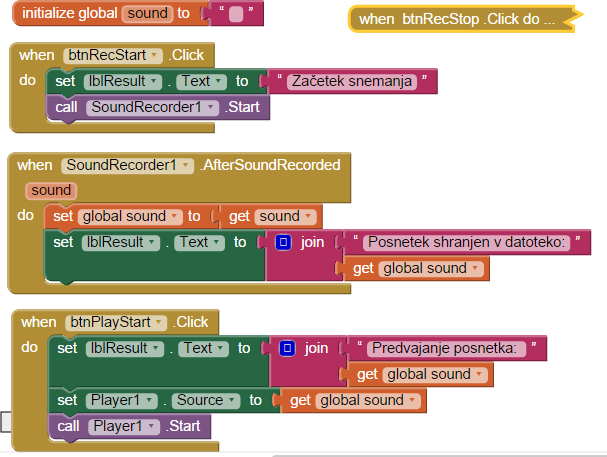 initialize global sound to " "
when btnRecStop .Click do ...
when btnRecStart .Click
do set lblResult . Text to " Začetek snemanja "
call SoundRecorder1 .Start
when SoundRecorder1 .AfterSoundRecorded
sound
do set global sound to get sound
set lblResult . Text to join " Posnetek shranjen v datoteko: "
get global sound
when btnPlayStart .Click
do set lblResult . Text to join " Predvajanje posnetka: "
get global sound
set Player1 . Source to get global sound
call Player1 .Start